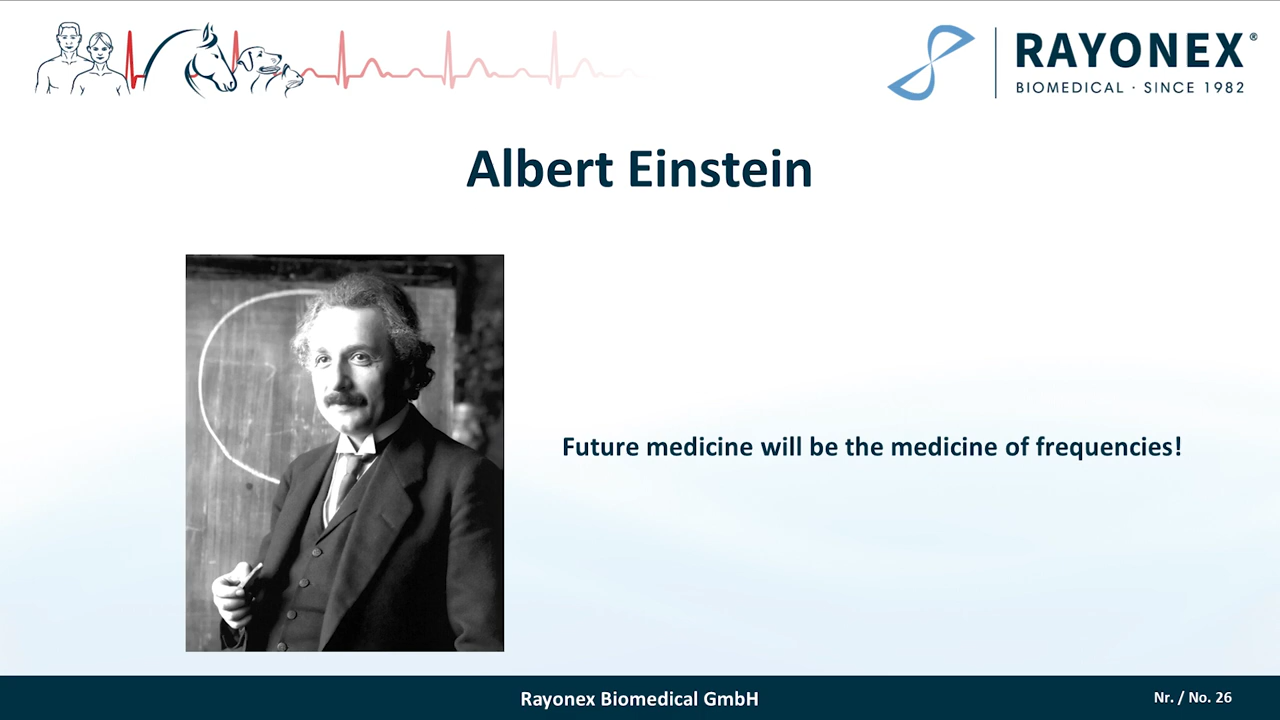 RAYONEX®
BIOMEDICAL · SINCE 1982
Albert Einstein
Future medicine will be the medicine of frequencies!
Rayonex Biomedical GmbH
Nr. / No. 26